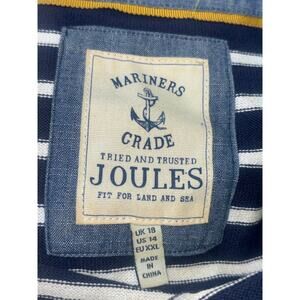 MARINERS
GRADE
TRIED AND TRUSTED
JOULES
FIT FOR LAND AND SEA
UK 18
US 14
EU XXL
MADE
IN
CHINA